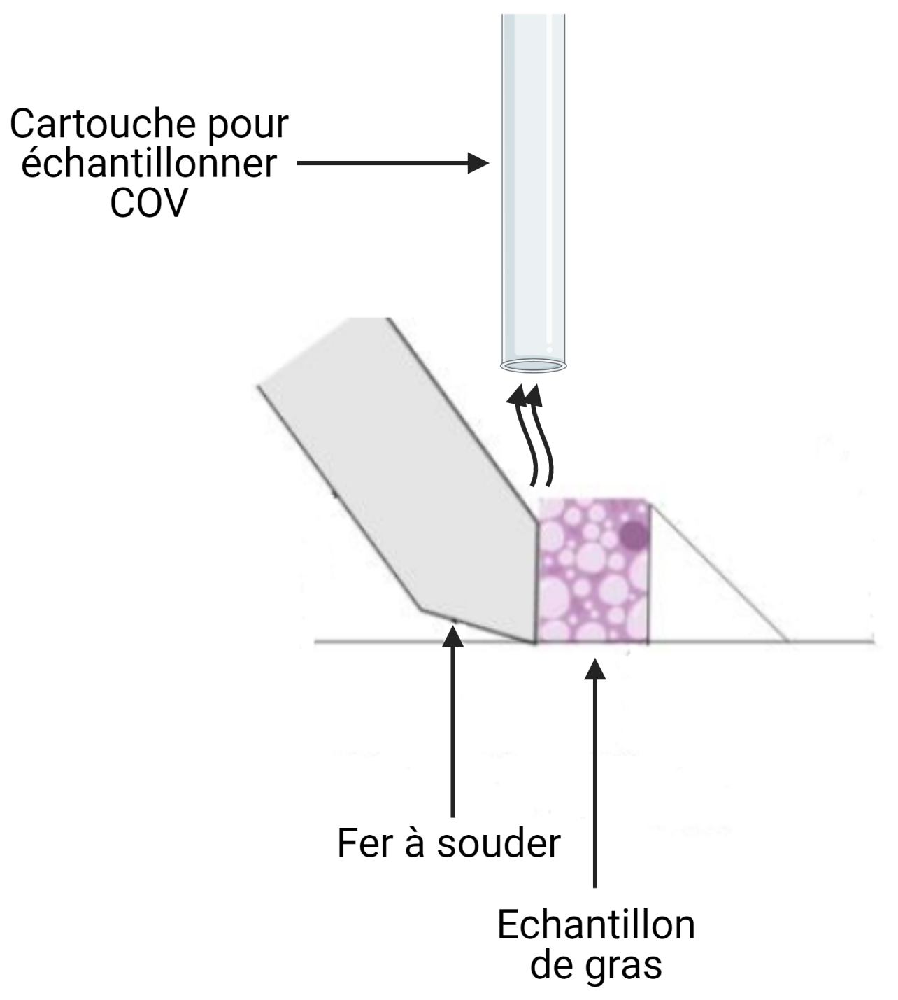 Cartouche pour
échantillonner
COV
Fer à souder
Echantillon
de gras